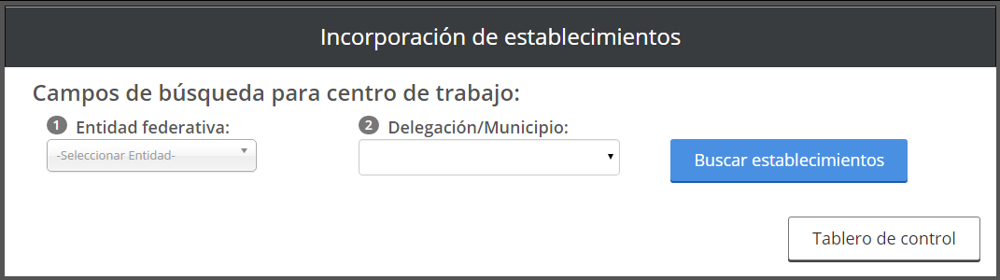 Incorporación de establecimientos
Campos de búsqueda para centro de trabajo:
1 Entidad federativa:
2 Delegación/Municipio:
-Seleccionar Entidad-
Buscar establecimientos
Tablero de control